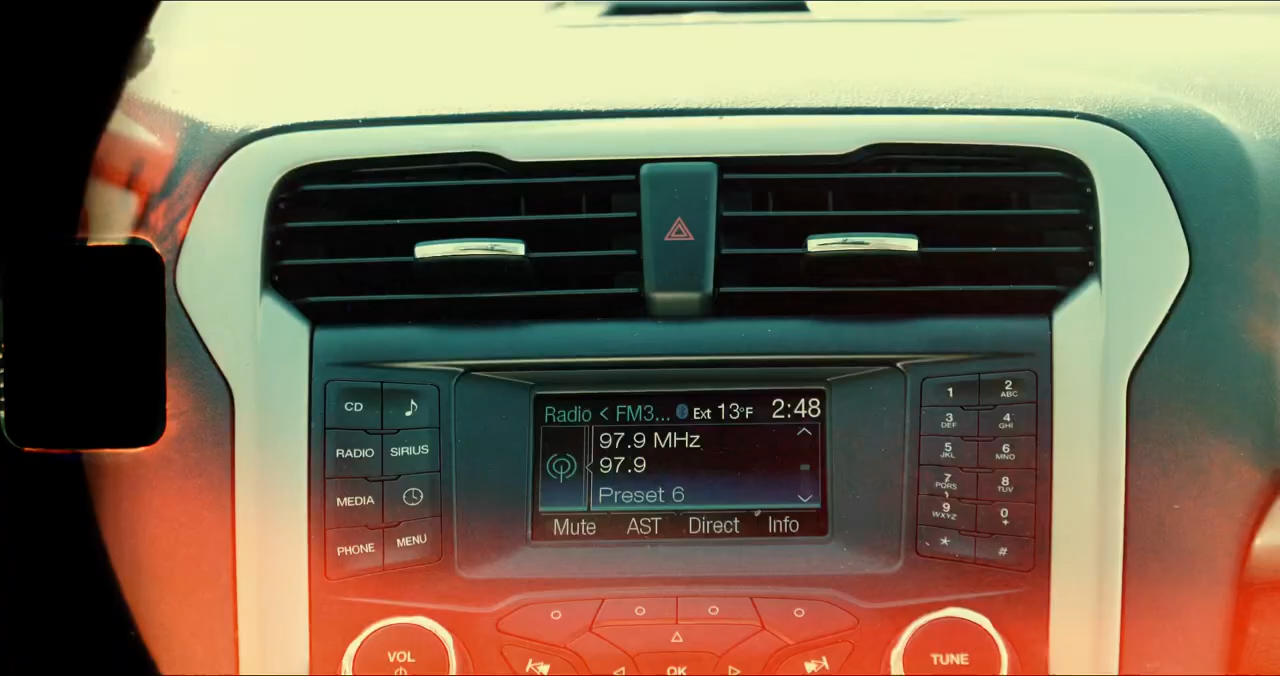 Radio < FM3... Ext 13°F 2:48
97.9 MHz
97.9
Preset 6
Mute AST Direct Info
CD
RADIO SIRIUS
MEDIA
PHONE MENU
1 2 ABC
3 DEF 4 GHI
5 JKL 6 MNO
7 PQRS 8 TUV
9 WXYZ 0 +
* #
VOL
OK
TUNE